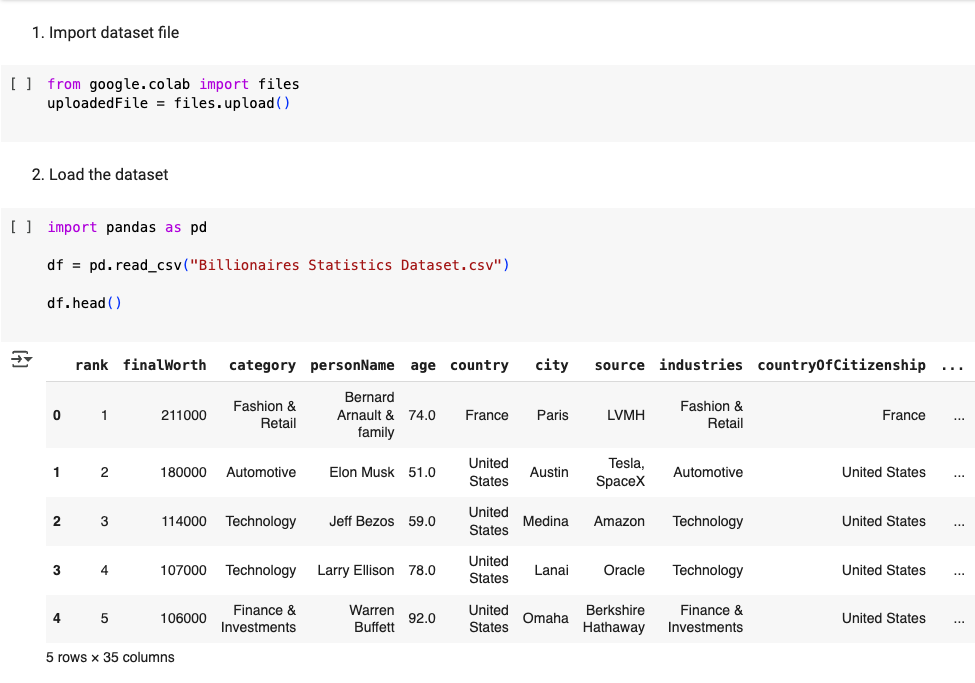 1. Import dataset file
[ ] from google.colab import files
uploadedFile = files.upload()
2. Load the dataset
[ ] import pandas as pd
df = pd.read_csv("Billionaires Statistics Dataset.csv")
df.head()
rank finalWorth category personName age country city source industries countryOfCitizenship ...
0 1 211000 Fashion & Retail Bernard Arnault & family 74.0 France Paris LVMH Fashion & Retail France ...
1 2 180000 Automotive Elon Musk 51.0 United States Austin Tesla, SpaceX Automotive United States ...
2 3 114000 Technology Jeff Bezos 59.0 United States Medina Amazon Technology United States ...
3 4 107000 Technology Larry Ellison 78.0 United States Lanai Oracle Technology United States ...
4 5 106000 Finance & Investments Warren Buffett 92.0 United States Omaha Berkshire Hathaway Finance & Investments United States ...
5 rows × 35 columns